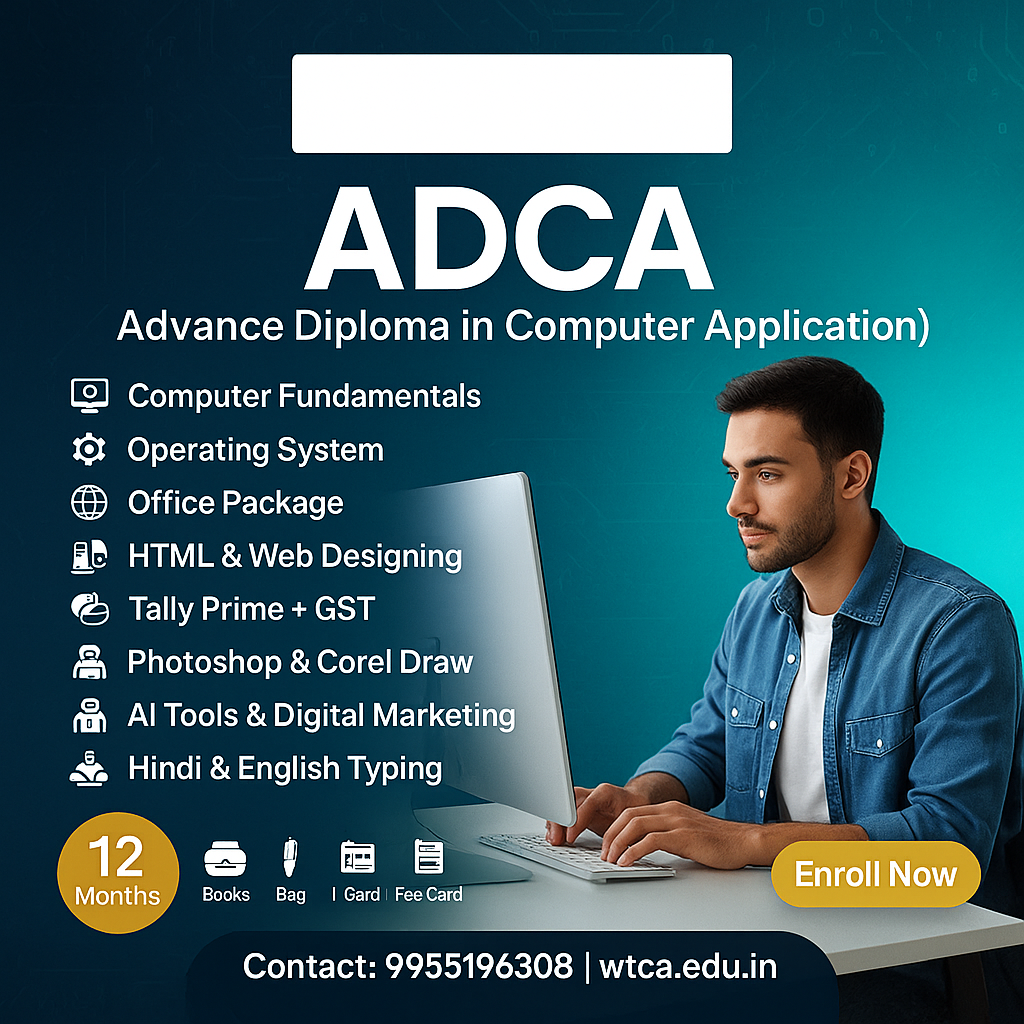 ADCA
Advance Diploma in Computer Application)
Computer Fundamentals
Operating System
Office Package
HTML & Web Designing
Tally Prime + GST
Photoshop & Corel Draw
AI Tools & Digital Marketing
Hindi & English Typing
12
Months
Books
Bag
I Gard
Fee Card
Enroll Now
Contact: 9955196308 | wtca.edu.in